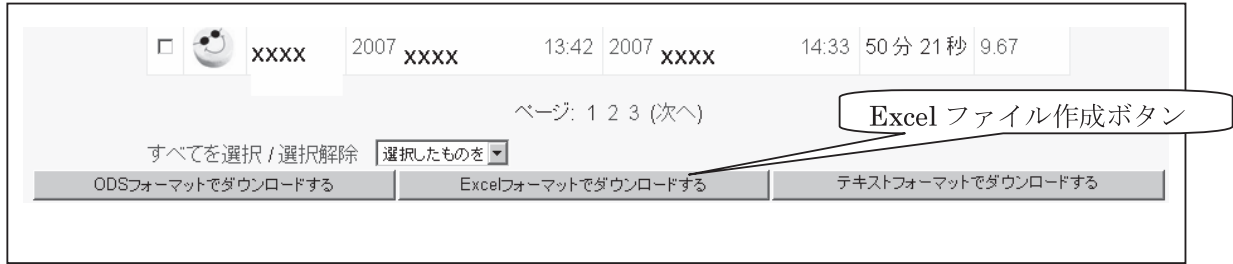 xxxx 2007 xxxx 13:42 2007 xxxx 14:33 50 分 21 秒 9.67
ページ: 1 2 3 (次へ)
Excel ファイル作成ボタン
すべてを選択 / 選択解除 選択したものを
ODSフォーマットでダウンロードする Excelフォーマットでダウンロードする テキストフォーマットでダウンロードする